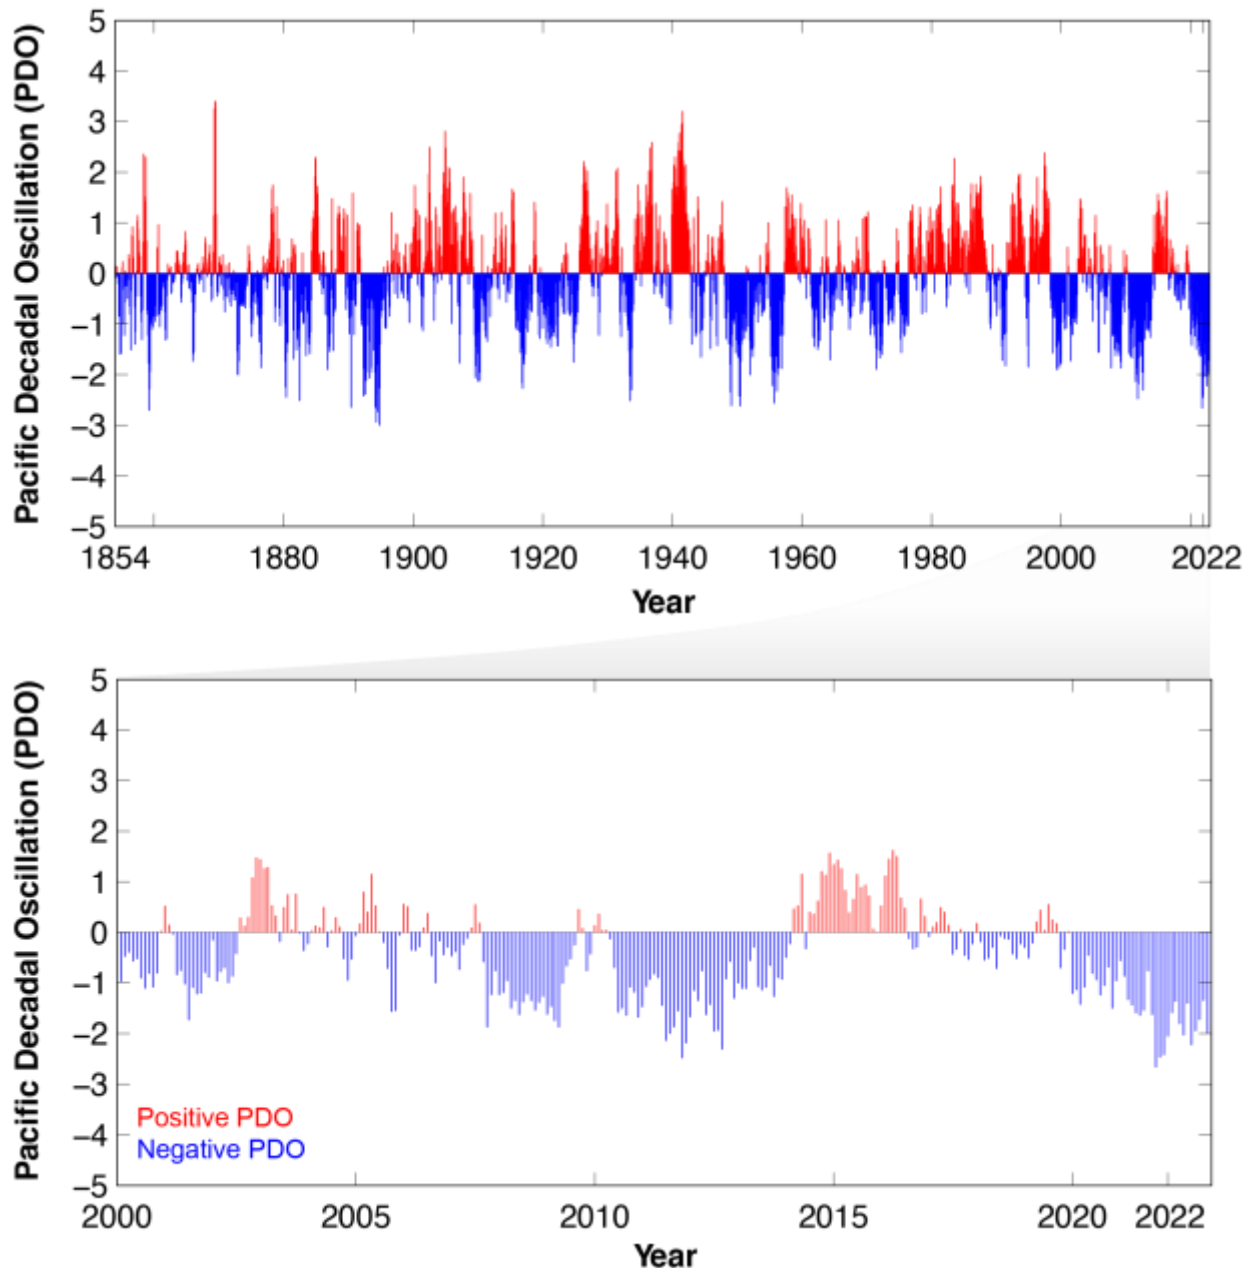 Pacific Decadal Oscillation (PDO)
5
4
3
2
1
0
−1
−2
−3
−4
−5
1854 1880 1900 1920 1940 1960 1980 2000 2022
Year
Pacific Decadal Oscillation (PDO)
5
4
3
2
1
0
−1
−2
−3
−4
−5
Positive PDO
Negative PDO
2000 2005 2010 2015 2020 2022
Year